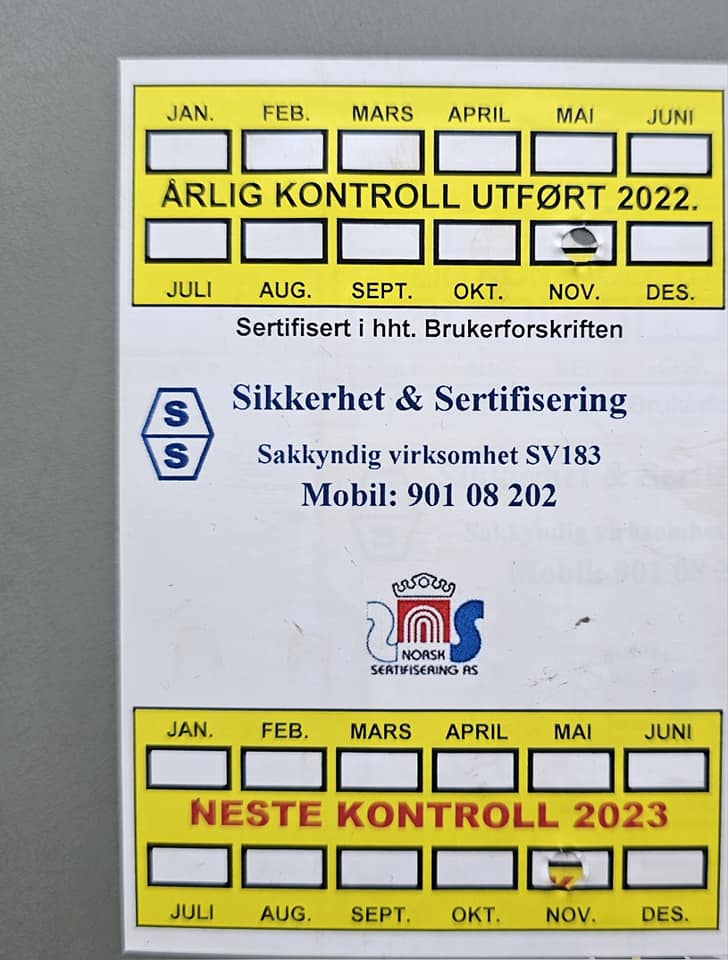 JAN. FEB. MARS APRIL MAI JUNI
ÅRLIG KONTROLL UTFØRT 2022.
JULI AUG. SEPT. OKT. NOV. DES.
Sertifisert i hht. Brukerforskriften
Sikkerhet & Sertifisering
S
S
Sakkyndig virksomhet SV183
Mobil: 901 08 202
NORSK
SERTIFISERING AS
JAN. FEB. MARS APRIL MAI JUNI
NESTE KONTROLL 2023
JULI AUG. SEPT. OKT. NOV. DES.